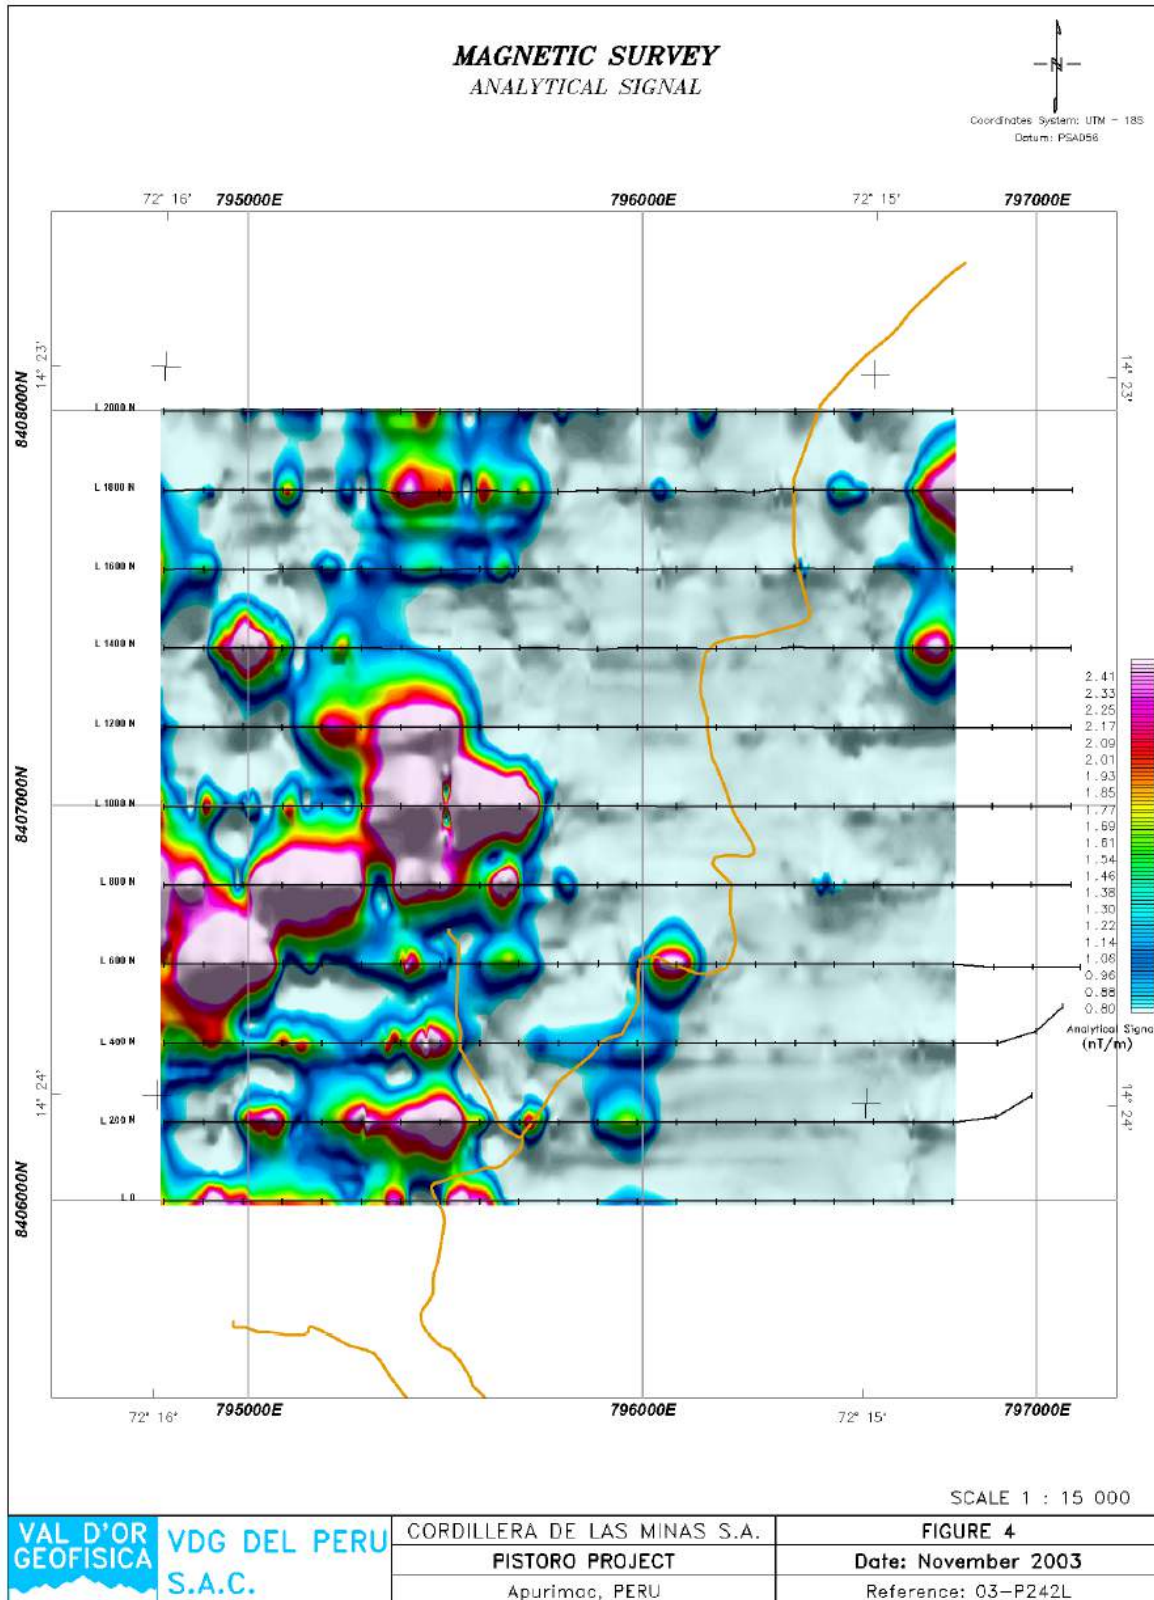 MAGNETIC SURVEY
ANALYTICAL SIGNAL
N
Coordinates System: UTM - 18S
Datum: PSAD56
72° 16'
795000E
796000E
72° 15'
797000E
14° 23'
14° 23'
8408000N
L 2000 N
L 1800 N
L 1600 N
L 1400 N
L 1200 N
8407000N
L 1000 N
L 800 N
L 600 N
L 400 N
L 200 N
L 0
14° 24'
14° 24'
8406000N
2.41
2.33
2.25
2.17
2.09
2.01
1.93
1.85
1.77
1.69
1.61
1.54
1.46
1.38
1.30
1.22
1.14
1.06
0.96
0.88
0.80
Analytical Signa
(nT/m)
72° 16'
795000E
796000E
72° 15'
797000E
SCALE 1 : 15 000
VAL D'OR
GEOFISICA
VDG DEL PERU
S.A.C.
CORDILLERA DE LAS MINAS S.A.
PISTORO PROJECT
Apurimac, PERU
FIGURE 4
Date: November 2003
Reference: 03-P242L